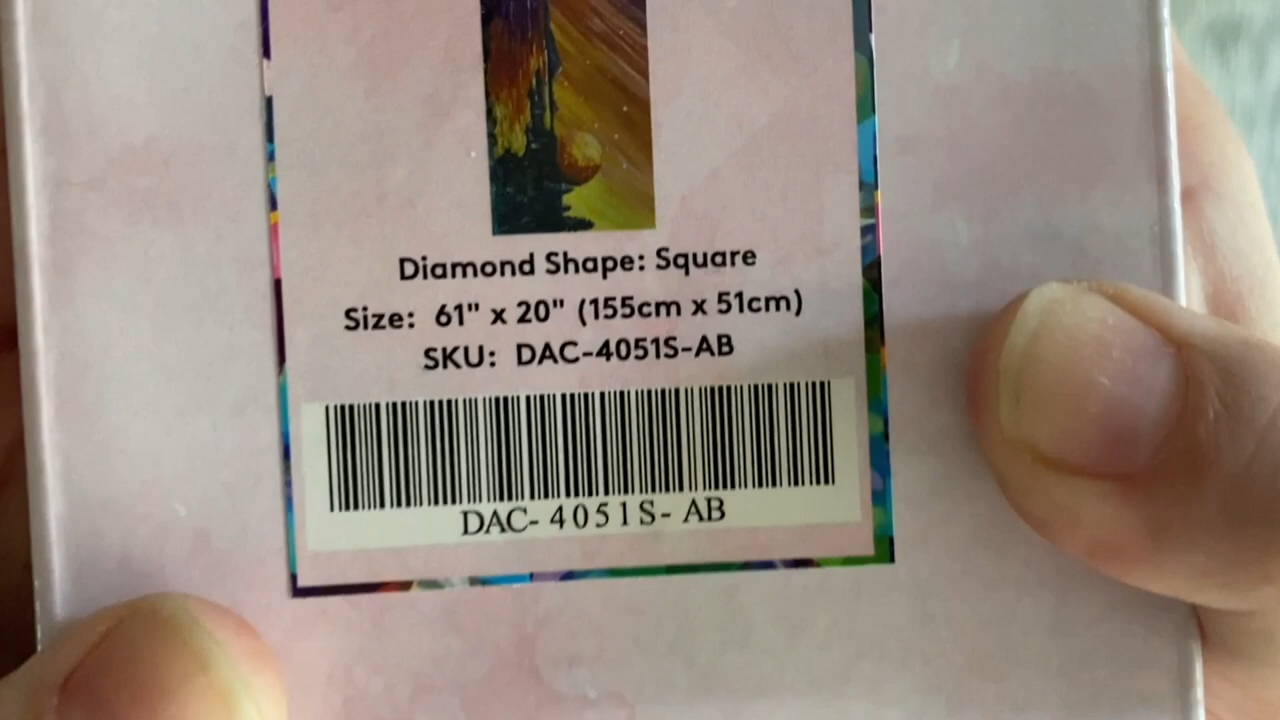 Diamond Shape: Square
Size: 61" x 20" (155cm x 51cm)
SKU: DAC-4051S-AB
DAC-4051S-AB